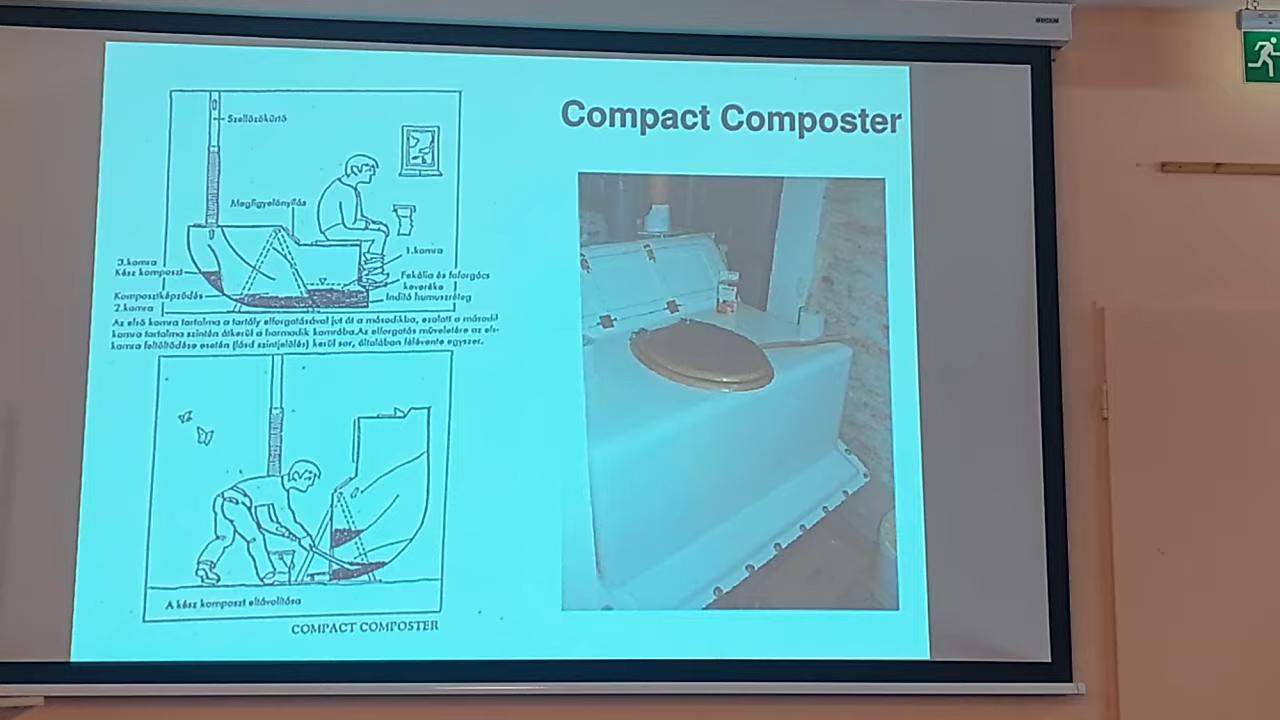 MEDIUM
Compact Composter
Szellőzőkürtő
Megfigyelőnyílás
1.kamra
3.kamra
Kész komposzt
Fekália és faforgács
keveréke
Komposztképződés
Indító humuszréteg
2.kamra
Az első kamra tartalma a tartály elforgatásával jut át a másodikba, ezalatt a második
kamra tartalma szintén átkerül a harmadik kamrába. Az elforgatás műveletére az első
kamra feltöltődése esetén (lásd szintjelölés) kerül sor, általában félévente egyszer.
A kész komposzt eltávolítása
COMPACT COMPOSTER